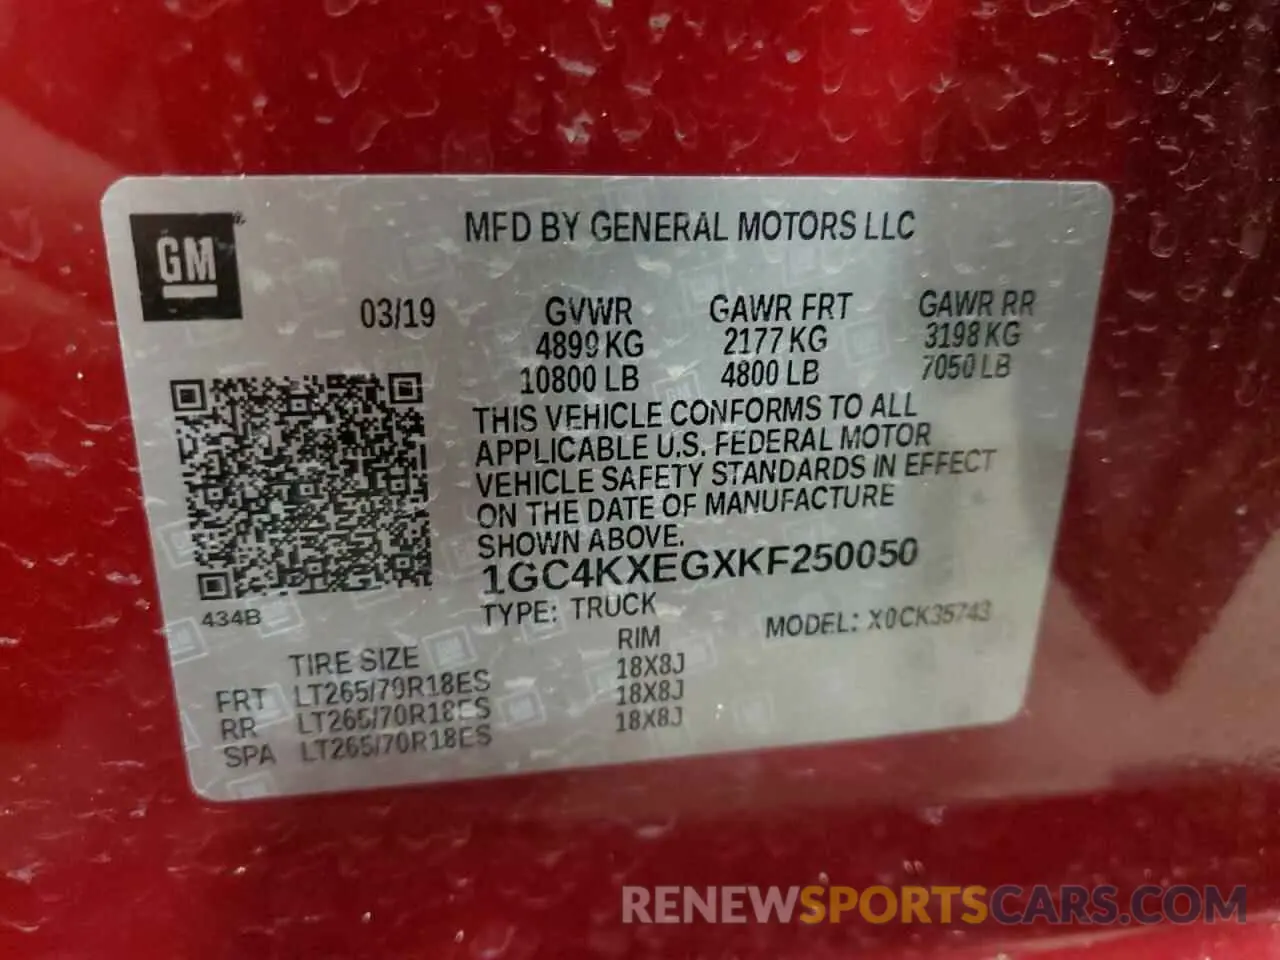 GM
MFD BY GENERAL MOTORS LLC
03/19 GVWR GAWR FRT GAWR RR
4899 KG 2177 KG 3198 KG
10800 LB 4800 LB 7050 LB
THIS VEHICLE CONFORMS TO ALL
APPLICABLE U.S. FEDERAL MOTOR
VEHICLE SAFETY STANDARDS IN EFFECT
ON THE DATE OF MANUFACTURE
SHOWN ABOVE.
1GC4KXEGXKF250050
434B
TYPE: TRUCK MODEL: X0CK35743
TIRE SIZE RIM
FRT LT265/70R18ES 18X8J
RR LT265/70R18ES 18X8J
SPA LT265/70R18ES 18X8J
RENEWSPORTSCARS.COM